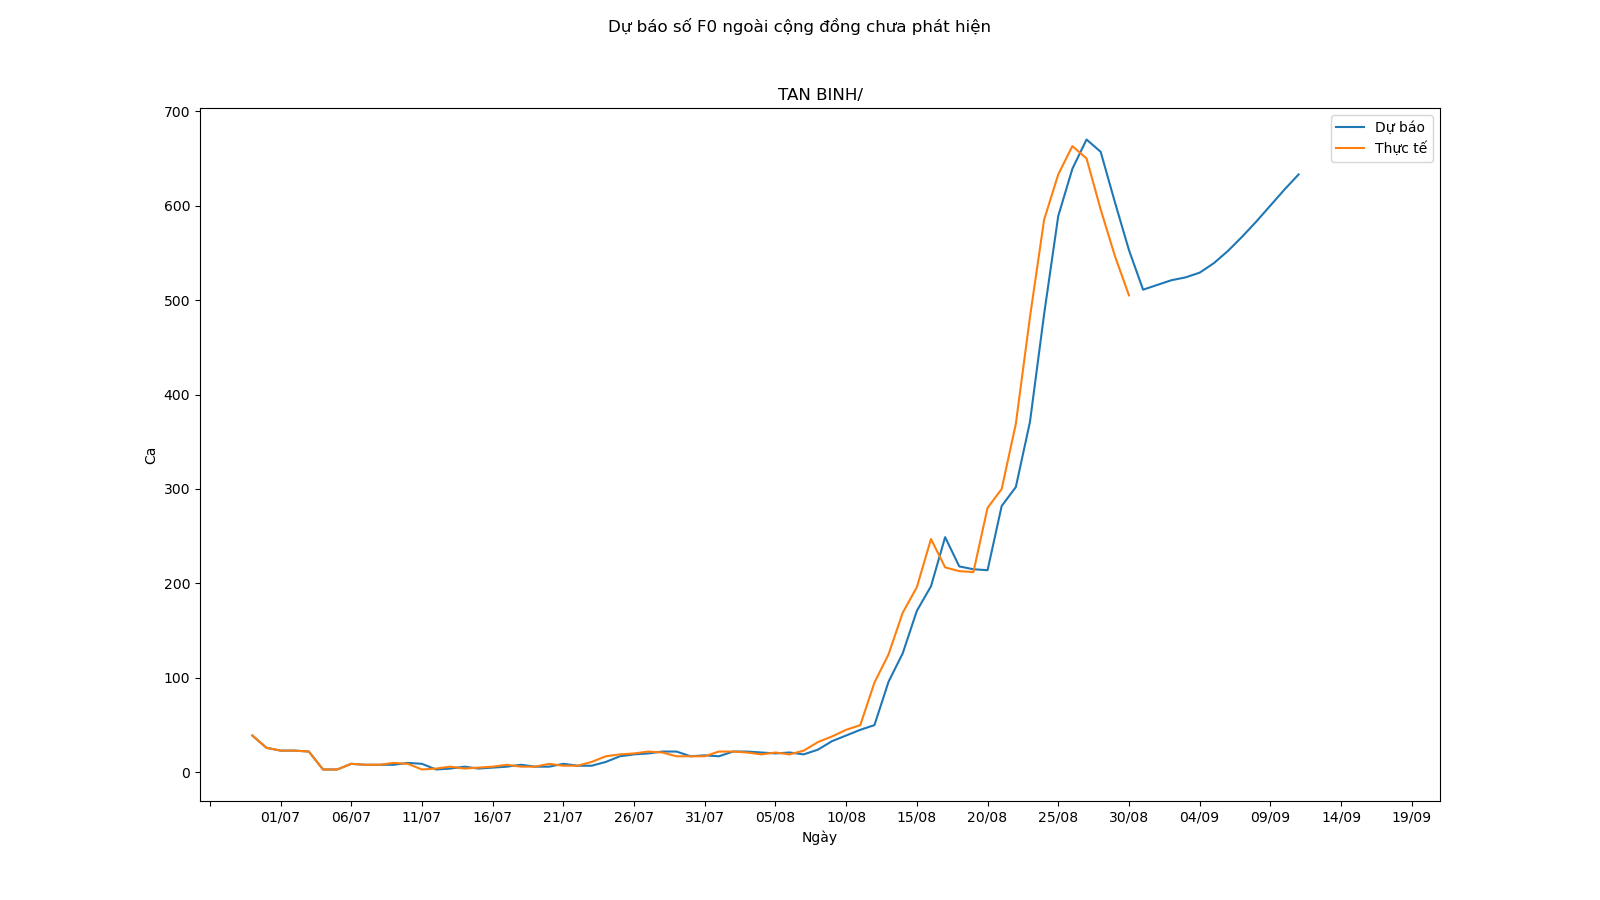 Dự báo số F0 ngoài cộng đồng chưa phát hiện
TAN BINH/
Dự báo
Thực tế
700
600
500
400
300
200
100
0
Ca
01/07 06/07 11/07 16/07 21/07 26/07 31/07 05/08 10/08 15/08 20/08 25/08 30/08 04/09 09/09 14/09 19/09
Ngày